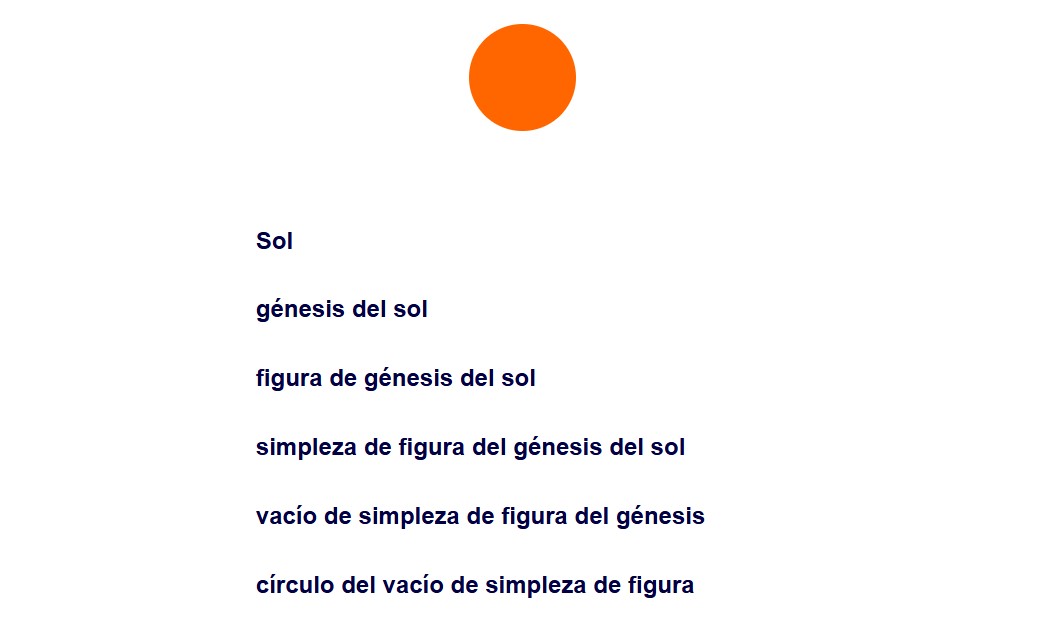 Sol
génesis del sol
figura de génesis del sol
simpleza de figura del génesis del sol
vacío de simpleza de figura del génesis
círculo del vacío de simpleza de figura